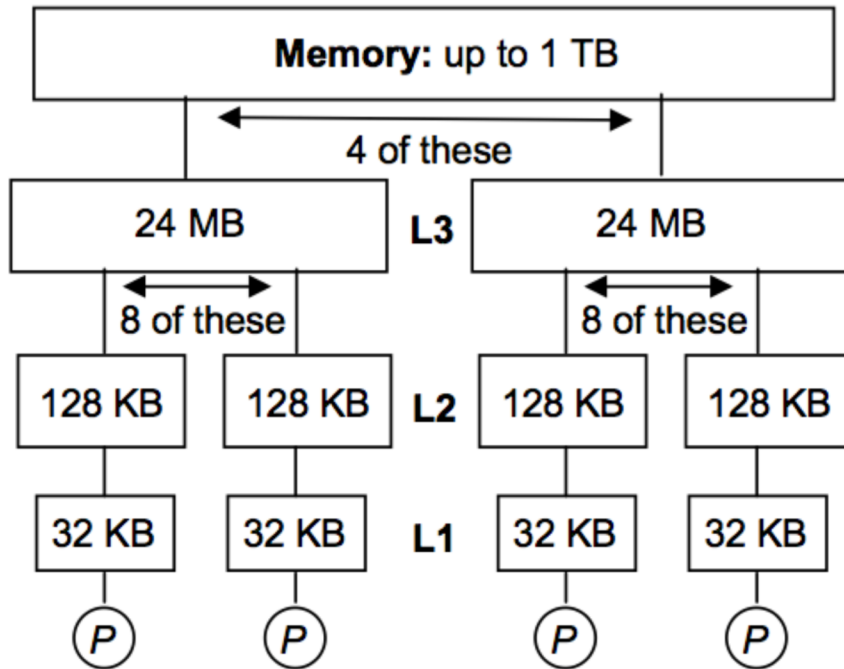 Memory: up to 1 TB
4 of these
24 MB L3 24 MB
8 of these 8 of these
128 KB 128 KB L2 128 KB 128 KB
32 KB 32 KB L1 32 KB 32 KB
P P P P